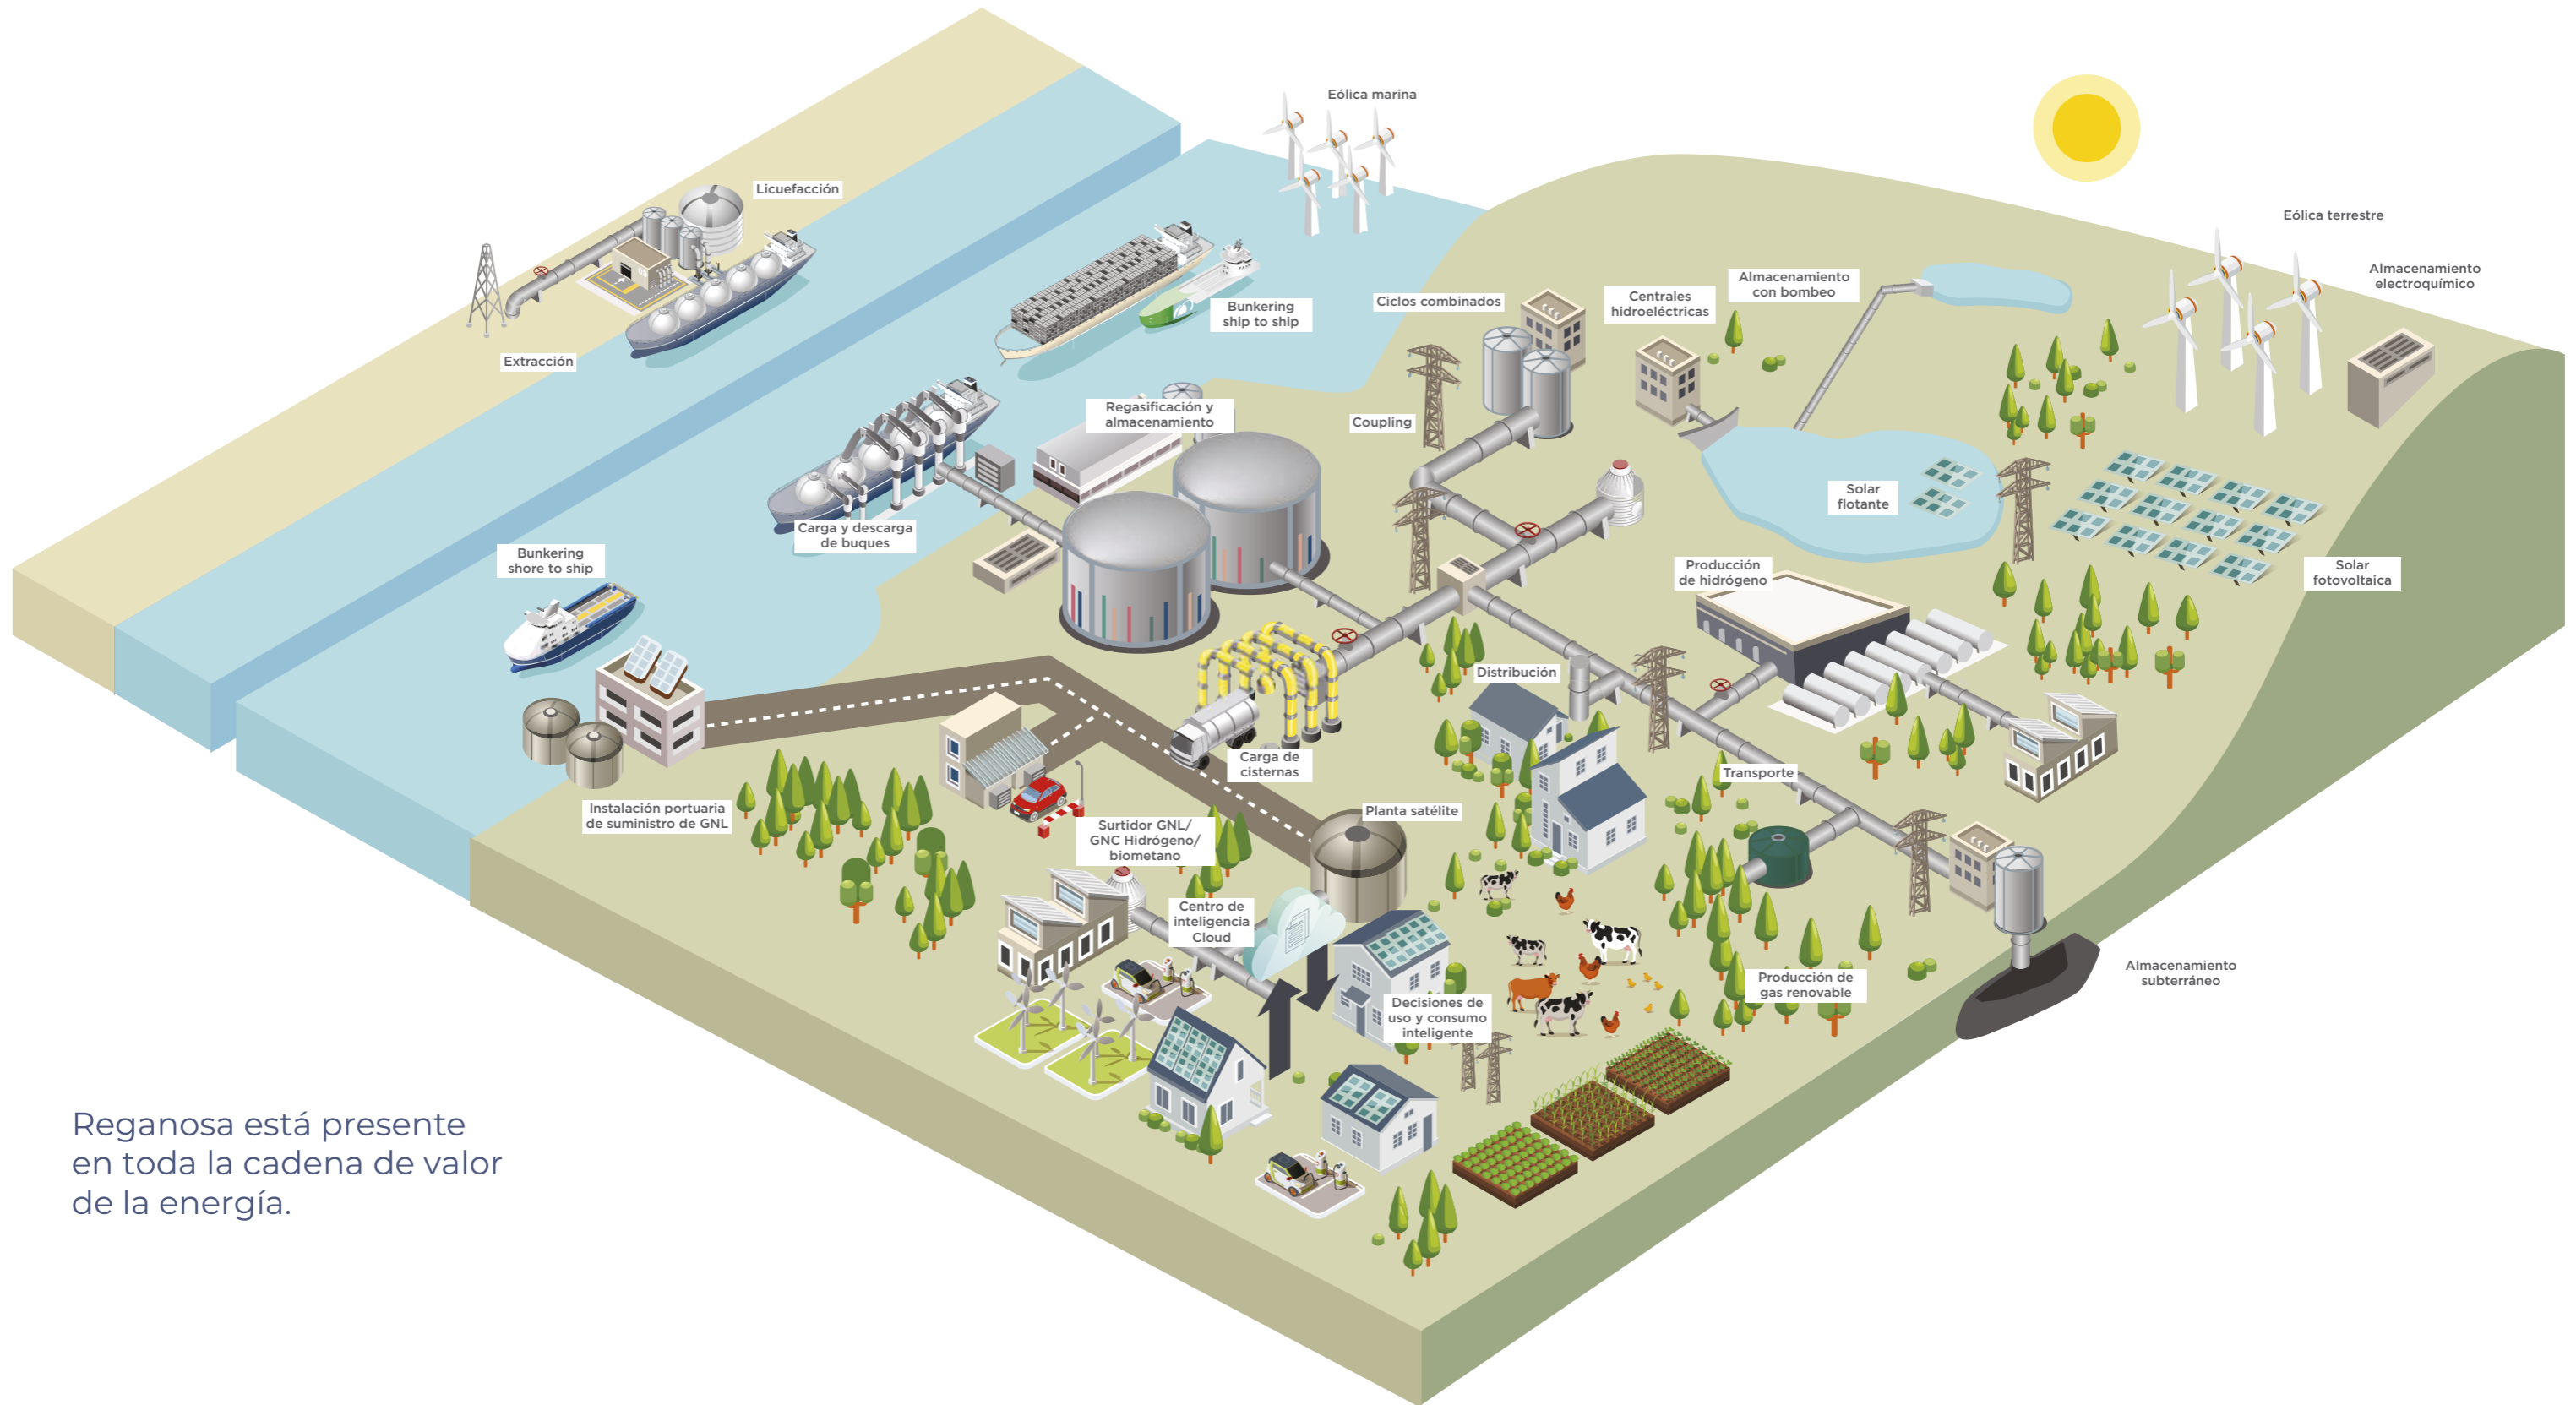 Eólica marina
Licuefacción
Eólica terrestre
Almacenamiento
electroquímico
Almacenamiento
con bombeo
Centrales
hidroeléctricas
Ciclos combinados
Bunkering
ship to ship
Extracción
Regasificación y
almacenamiento
Coupling
Solar
flotante
Carga y descarga
de buques
Bunkering
shore to ship
Producción
de hidrógeno
Solar
fotovoltaica
Distribución
Carga de
cisternas
Transporte
Instalación portuaria
de suministro de GNL
Planta satélite
Surtidor GNL/
GNC Hidrógeno/
biometano
Centro de
inteligencia
Cloud
Almacenamiento
subterráneo
Producción de
gas renovable
Decisiones de
uso y consumo
inteligente
Reganosa está presente
en toda la cadena de valor
de la energía.